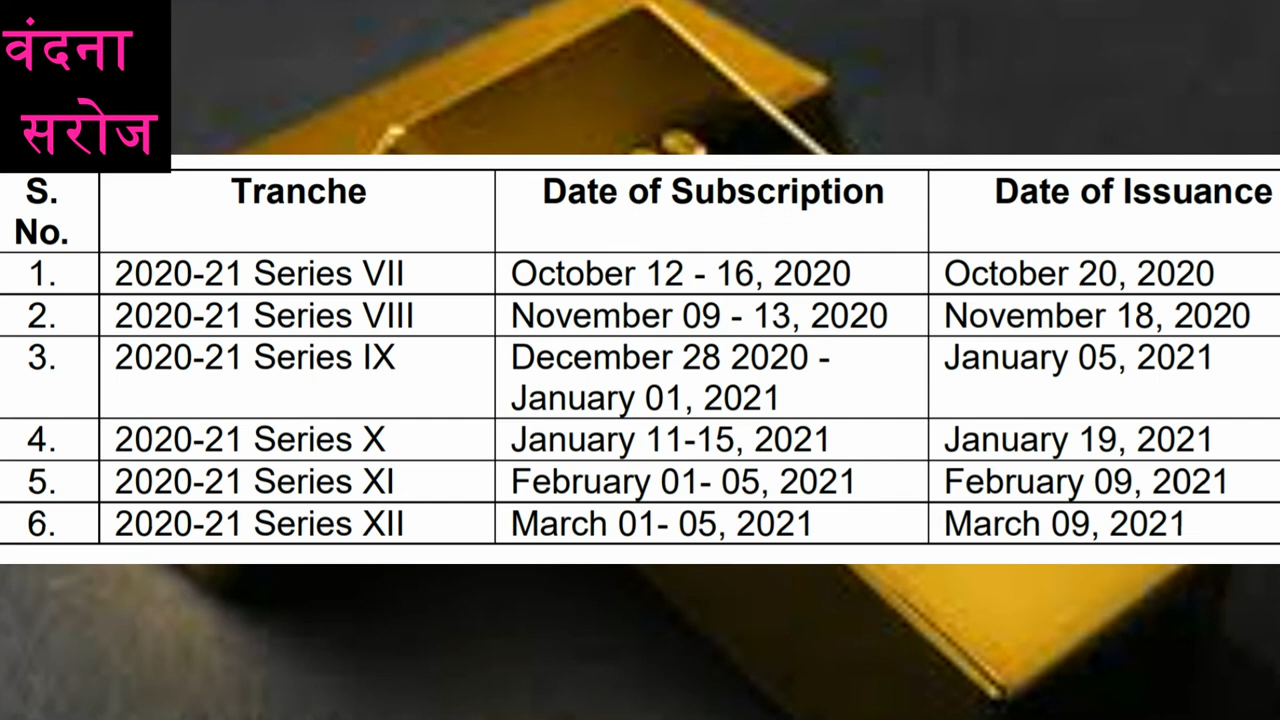 वंदना
सरोज
S. No. Tranche Date of Subscription Date of Issuance
1. 2020-21 Series VII October 12 - 16, 2020 October 20, 2020
2. 2020-21 Series VIII November 09 - 13, 2020 November 18, 2020
3. 2020-21 Series IX December 28 2020 - January 01, 2021 January 05, 2021
4. 2020-21 Series X January 11-15, 2021 January 19, 2021
5. 2020-21 Series XI February 01- 05, 2021 February 09, 2021
6. 2020-21 Series XII March 01- 05, 2021 March 09, 2021